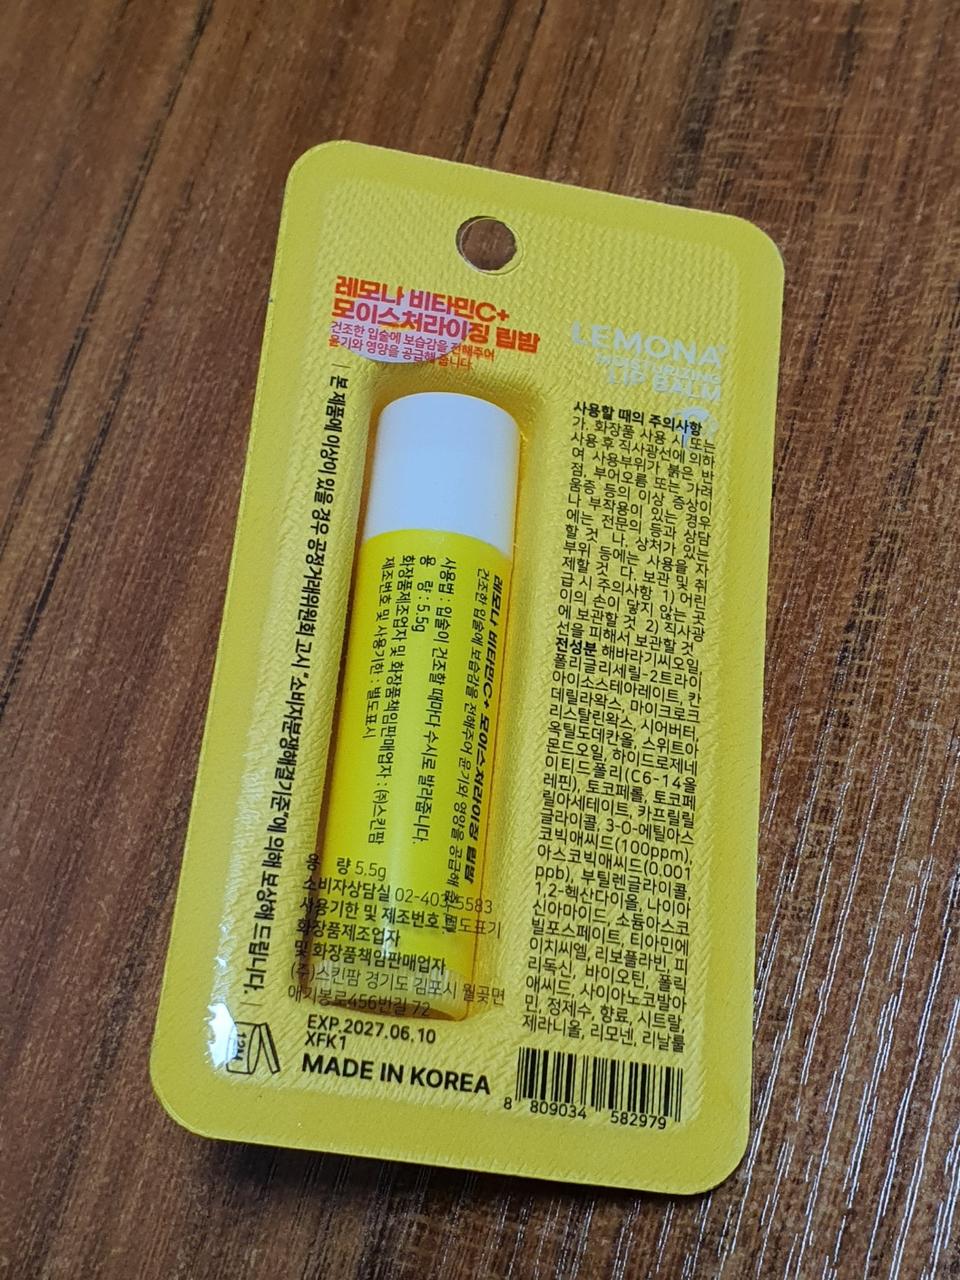 레모나 비타민C+
모이스처라이징 립밤
건조한 입술에 보습감을 전해주어
윤기와 영양을 공급해 줍니다.
LEMONA
MOISTURIZING
LIP BALM
본 제품에 이상이 있을 경우 공정거래위원회 고시 "소비자분쟁해결기준"에 의해 보상해 드립니다.
레모나 비타민C+ 모이스처라이징 립밤
건조한 입술에 보습감을 전해주어 윤기와 영양을 공급해
사용법 : 입술이 건조할 때마다 수시로 발라줍니다.
용 량 : 5.5g
화장품제조업자 및 화장품책임판매업자 : ㈜스킨팜
제조번호 및 사용기한 : 별도표시
사용할 때의 주의사항
가. 화장품 사용 시 또는
사용 후 직사광선에 의하
여 사용부위가 붉은 반
점, 부어오름 또는 가려
움증 등의 이상 증상이
나 부작용이 있는 경우
에는 전문의 등과 상담
할 것 나. 상처가 있는
부위 등에는 사용을 자
제할 것 다. 보관 및 취
급 시 주의사항 1) 어린
이의 손이 닿지 않는 곳
에 보관할 것 2) 직사광
선을 피해서 보관할 것
전성분 해바라기씨오일,
폴리글리세릴-2트라이
아이소스테아레이트, 칸
데릴라왁스, 마이크로크
리스탈린왁스, 시어버터,
옥틸도데칸올, 스위트아
몬드오일, 하이드로제네
이티드폴리(C6-14올
레핀), 토코페롤, 토코페
릴아세테이트, 카프릴릴
글라이콜, 3-O-에틸아스
코빅애씨드(100ppm),
아스코빅애씨드(0.001
ppb), 부틸렌글라이콜,
1,2-헥산다이올, 나이아
신아마이드, 소듐아스코
빌포스페이트, 티아민에
이치씨엘, 리보플라빈, 피
리독신, 바이오틴, 폴릭
애씨드, 사이아노코발아
민, 정제수, 향료, 시트랄,
제라니올, 리모넨, 리날룰
용 량 5.5g
소비자상담실 02-403-5583
사용기한 및 제조번호 별도표기
화장품제조업자
및 화장품책임판매업자
(주)스킨팜 경기도 김포시 월곶면
애기봉로456번길 72
12M
EXP.2027.06.10
XFK1
MADE IN KOREA
8 809034 582979